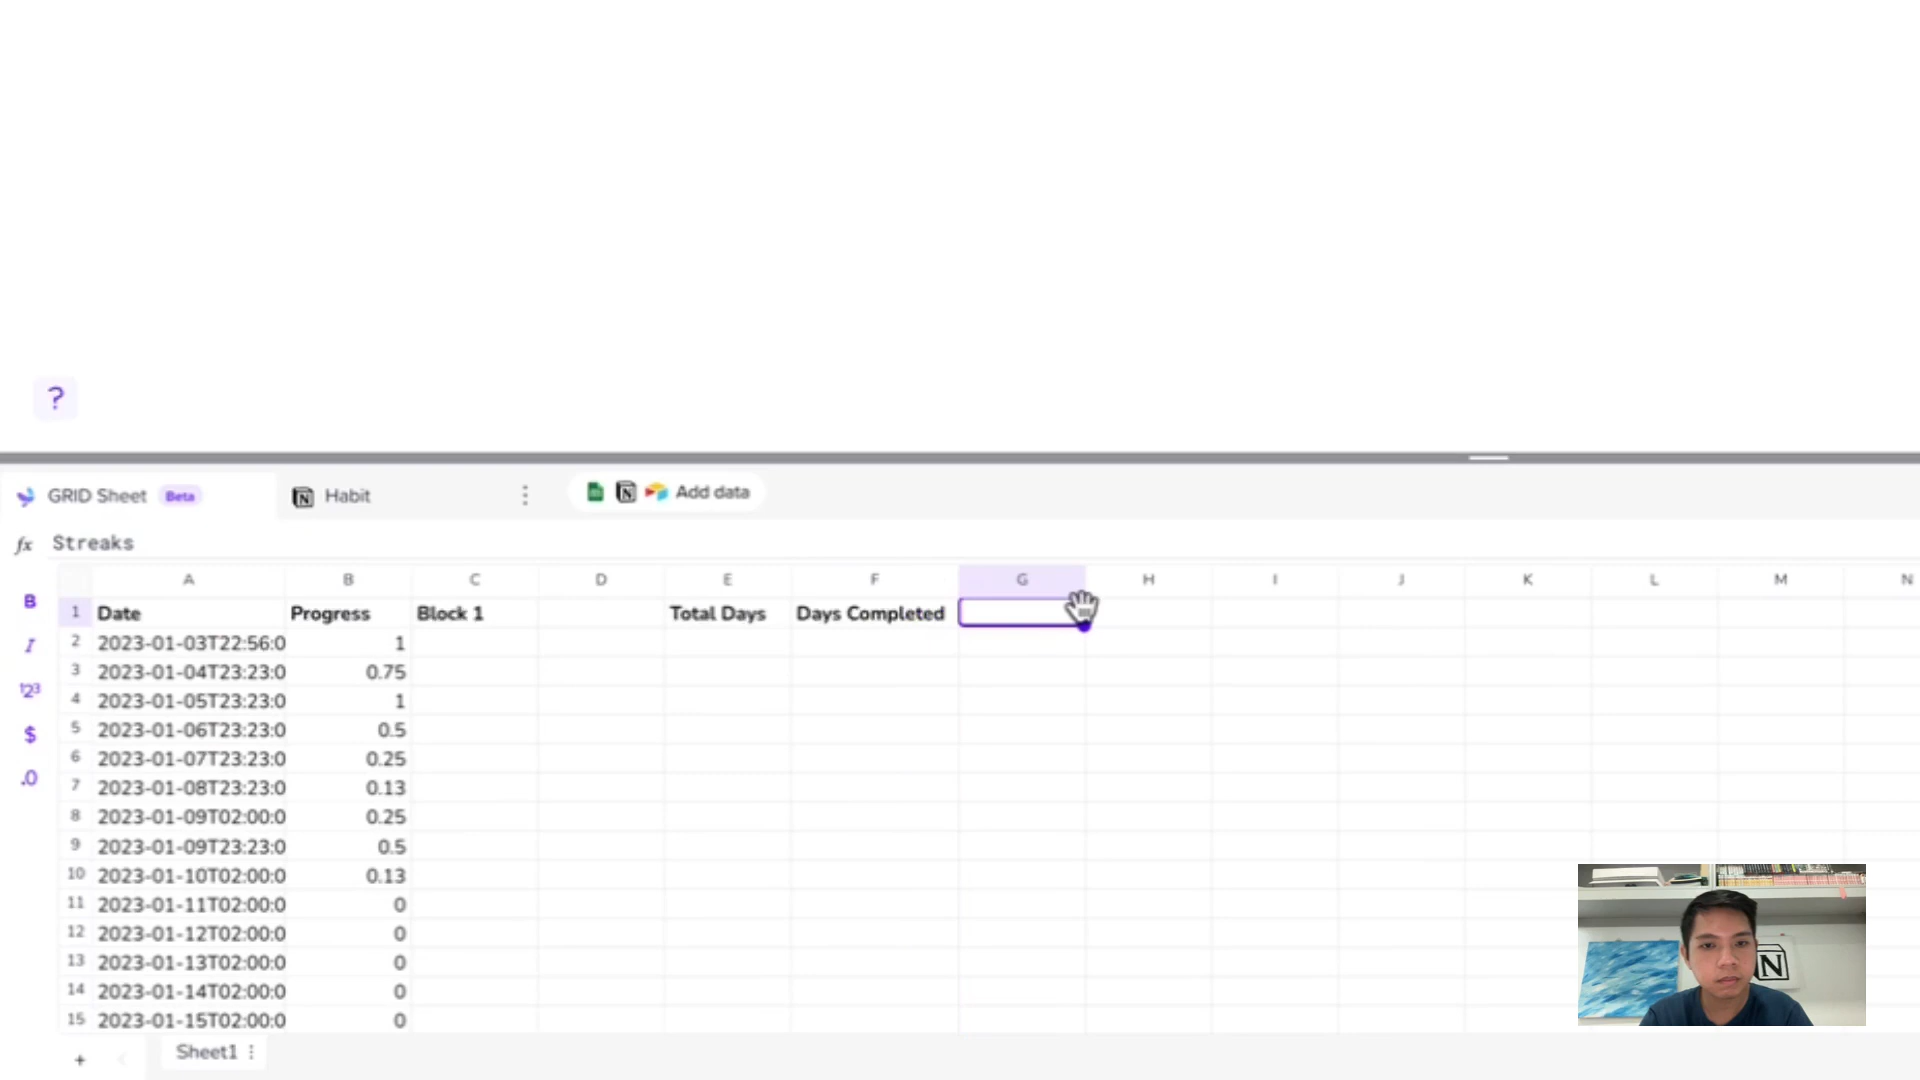 ?
GRID Sheet Beta Habit Add data
fx Streaks
A B C D E F G H I J K L M N
B
I
123
$
.0
1 Date Progress Block 1 Total Days Days Completed
2 2023-01-03T22:56:0 1
3 2023-01-04T23:23:0 0.75
4 2023-01-05T23:23:0 1
5 2023-01-06T23:23:0 0.5
6 2023-01-07T23:23:0 0.25
7 2023-01-08T23:23:0 0.13
8 2023-01-09T02:00:0 0.25
9 2023-01-09T23:23:0 0.5
10 2023-01-10T02:00:0 0.13
11 2023-01-11T02:00:0 0
12 2023-01-12T02:00:0 0
13 2023-01-13T02:00:0 0
14 2023-01-14T02:00:0 0
15 2023-01-15T02:00:0 0
+ Sheet1
N